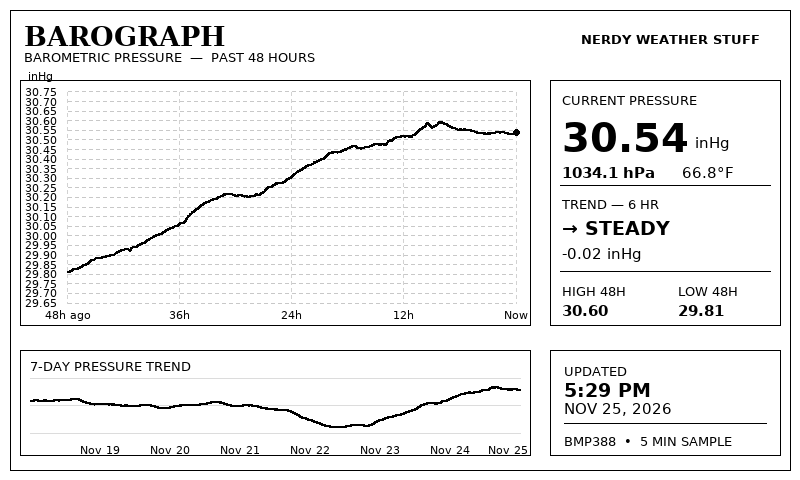 BAROGRAPH
BAROMETRIC PRESSURE — PAST 48 HOURS
NERDY WEATHER STUFF
inHg
30.75
30.70
30.65
30.60
30.55
30.50
30.45
30.40
30.35
30.30
30.25
30.20
30.15
30.10
30.05
30.00
29.95
29.90
29.85
29.80
29.75
29.70
29.65
48h ago 36h 24h 12h Now
CURRENT PRESSURE
30.54 inHg
1034.1 hPa 66.8°F
TREND — 6 HR
→ STEADY
-0.02 inHg
HIGH 48H LOW 48H
30.60 29.81
7-DAY PRESSURE TREND
Nov 19 Nov 20 Nov 21 Nov 22 Nov 23 Nov 24 Nov 25
UPDATED
5:29 PM
NOV 25, 2026
BMP388 • 5 MIN SAMPLE